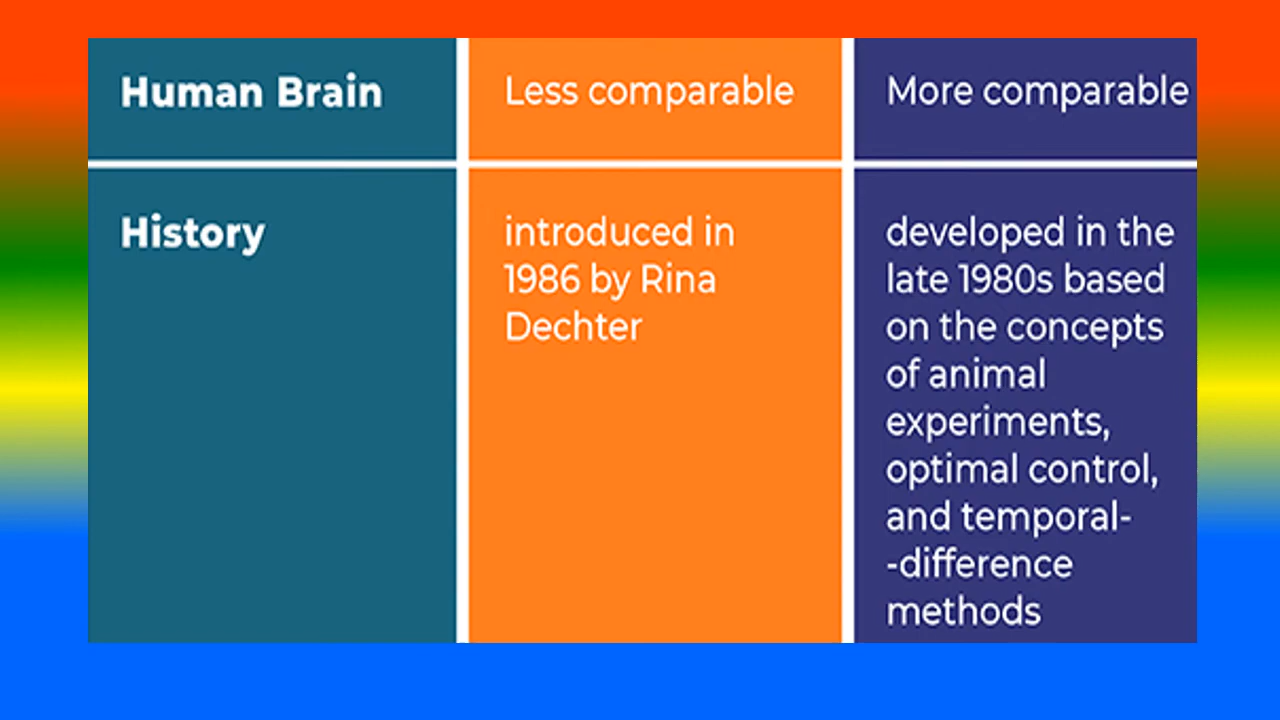 Human Brain
Less comparable
More comparable
History
introduced in
1986 by Rina
Dechter
developed in the
late 1980s based
on the concepts
of animal
experiments,
optimal control,
and temporal-
-difference
methods